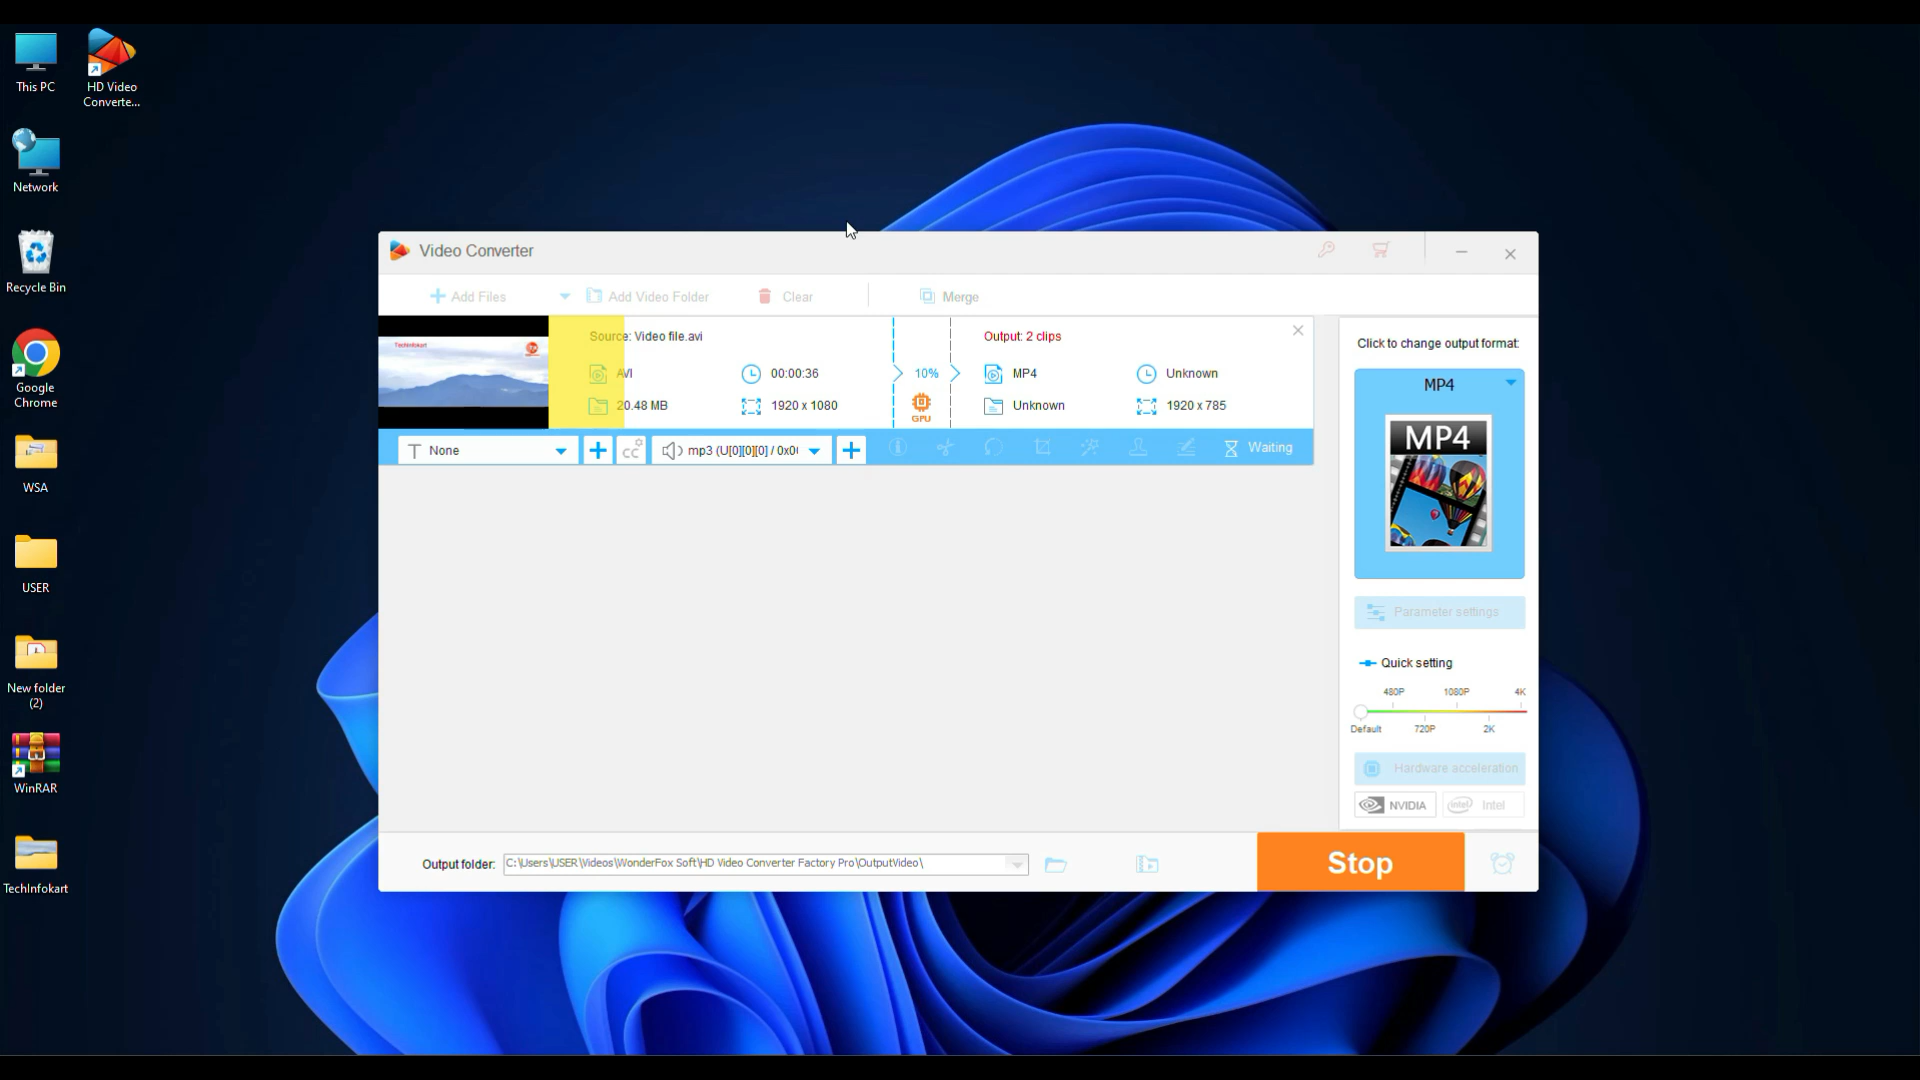 This PC
HD Video
Converte...
Network
Recycle Bin
Google
Chrome
WSA
USER
New folder
(2)
WinRAR
TechInfokart
Video Converter
Add Files
Add Video Folder
Clear
Merge
TechInfokart
Source: Video file.avi
AVI
00:00:36
20.48 MB
1920 x 1080
10%
GPU
Output: 2 clips
MP4
Unknown
Unknown
1920 x 785
T None
CC
mp3 (U[0][0][0] / 0x0
Waiting
Click to change output format:
MP4
MP4
Parameter settings
Quick setting
480P 1080P 4K
Default 720P 2K
Hardware acceleration
NVIDIA
intel Intel
Output folder: C:\Users\USER\Videos\WonderFox Soft\HD Video Converter Factory Pro\OutputVideo\
Stop